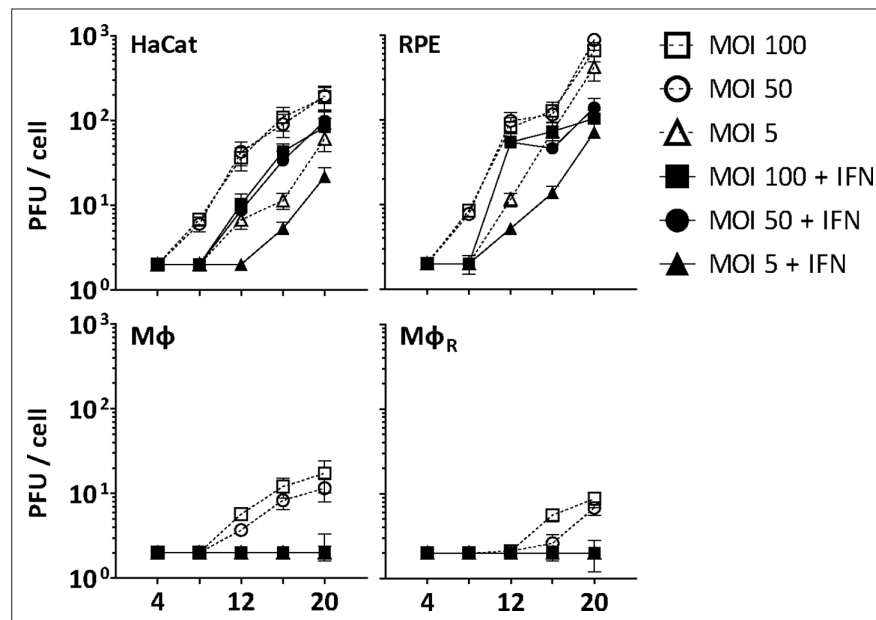 HaCat
RPE
PFU / cell
10³
10²
10¹
10⁰
MOI 100
MOI 50
MOI 5
MOI 100 + IFN
MOI 50 + IFN
MOI 5 + IFN
Mϕ
Mϕ_R
PFU / cell
10³
10²
10¹
10⁰
4 12 20
4 12 20